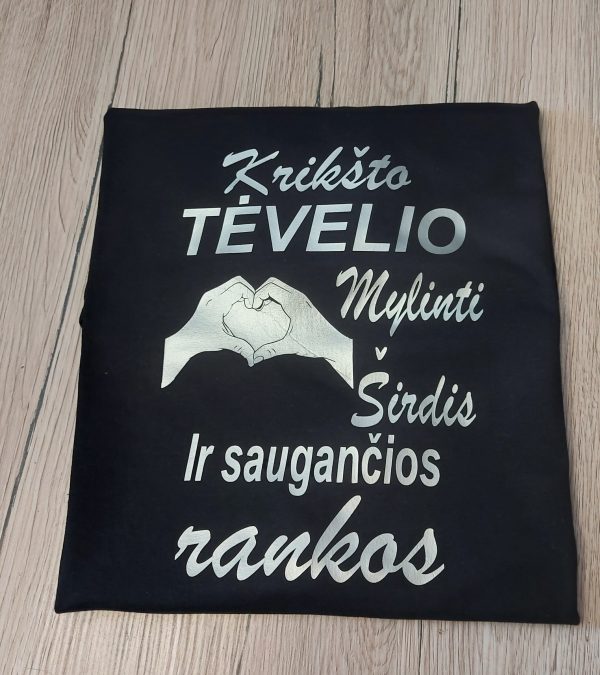 Krikšto
TĖVELIO
Mylinti
Širdis
Ir saugančios
rankos